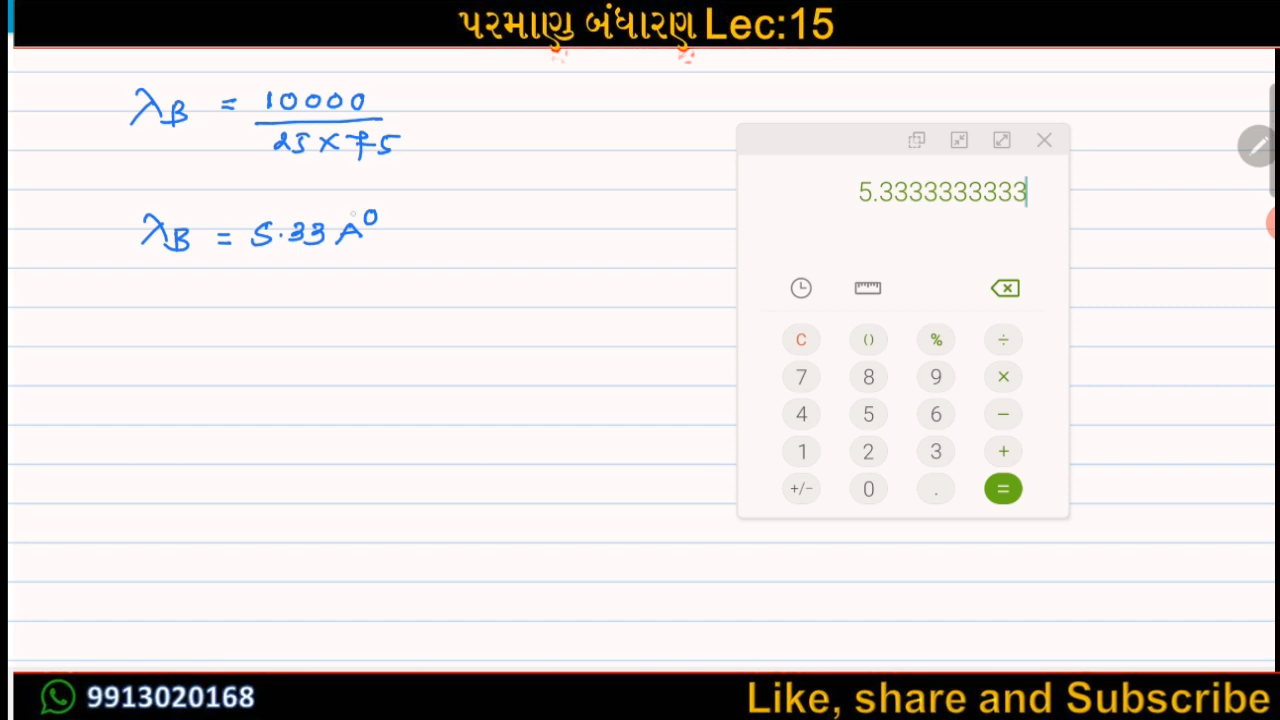 પરમાણુ બંધારણ Lec:15
λB = 10000
25 × 75
λB = 5.33 A⁰
5.3333333333
C () % ÷
7 8 9 ×
4 5 6 −
1 2 3 +
+/− 0 . =
9913020168
Like, share and Subscribe